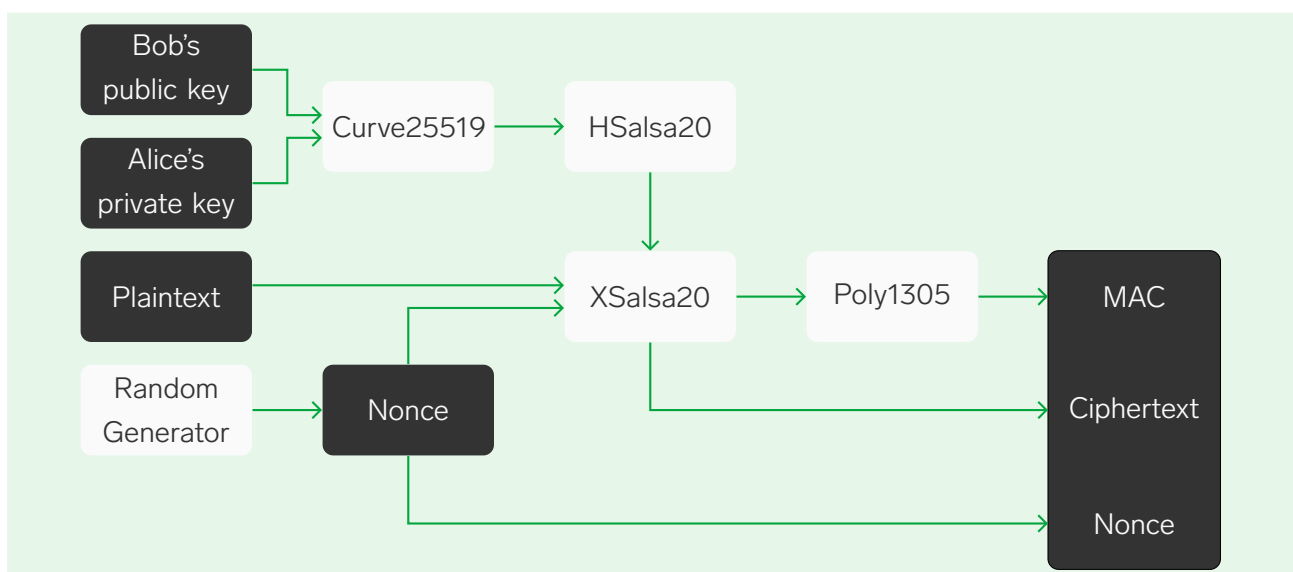 Bob’s
public key
Alice’s
private key
Curve25519
HSalsa20
Plaintext
XSalsa20
Poly1305
MAC
Random
Generator
Nonce
Ciphertext
Nonce